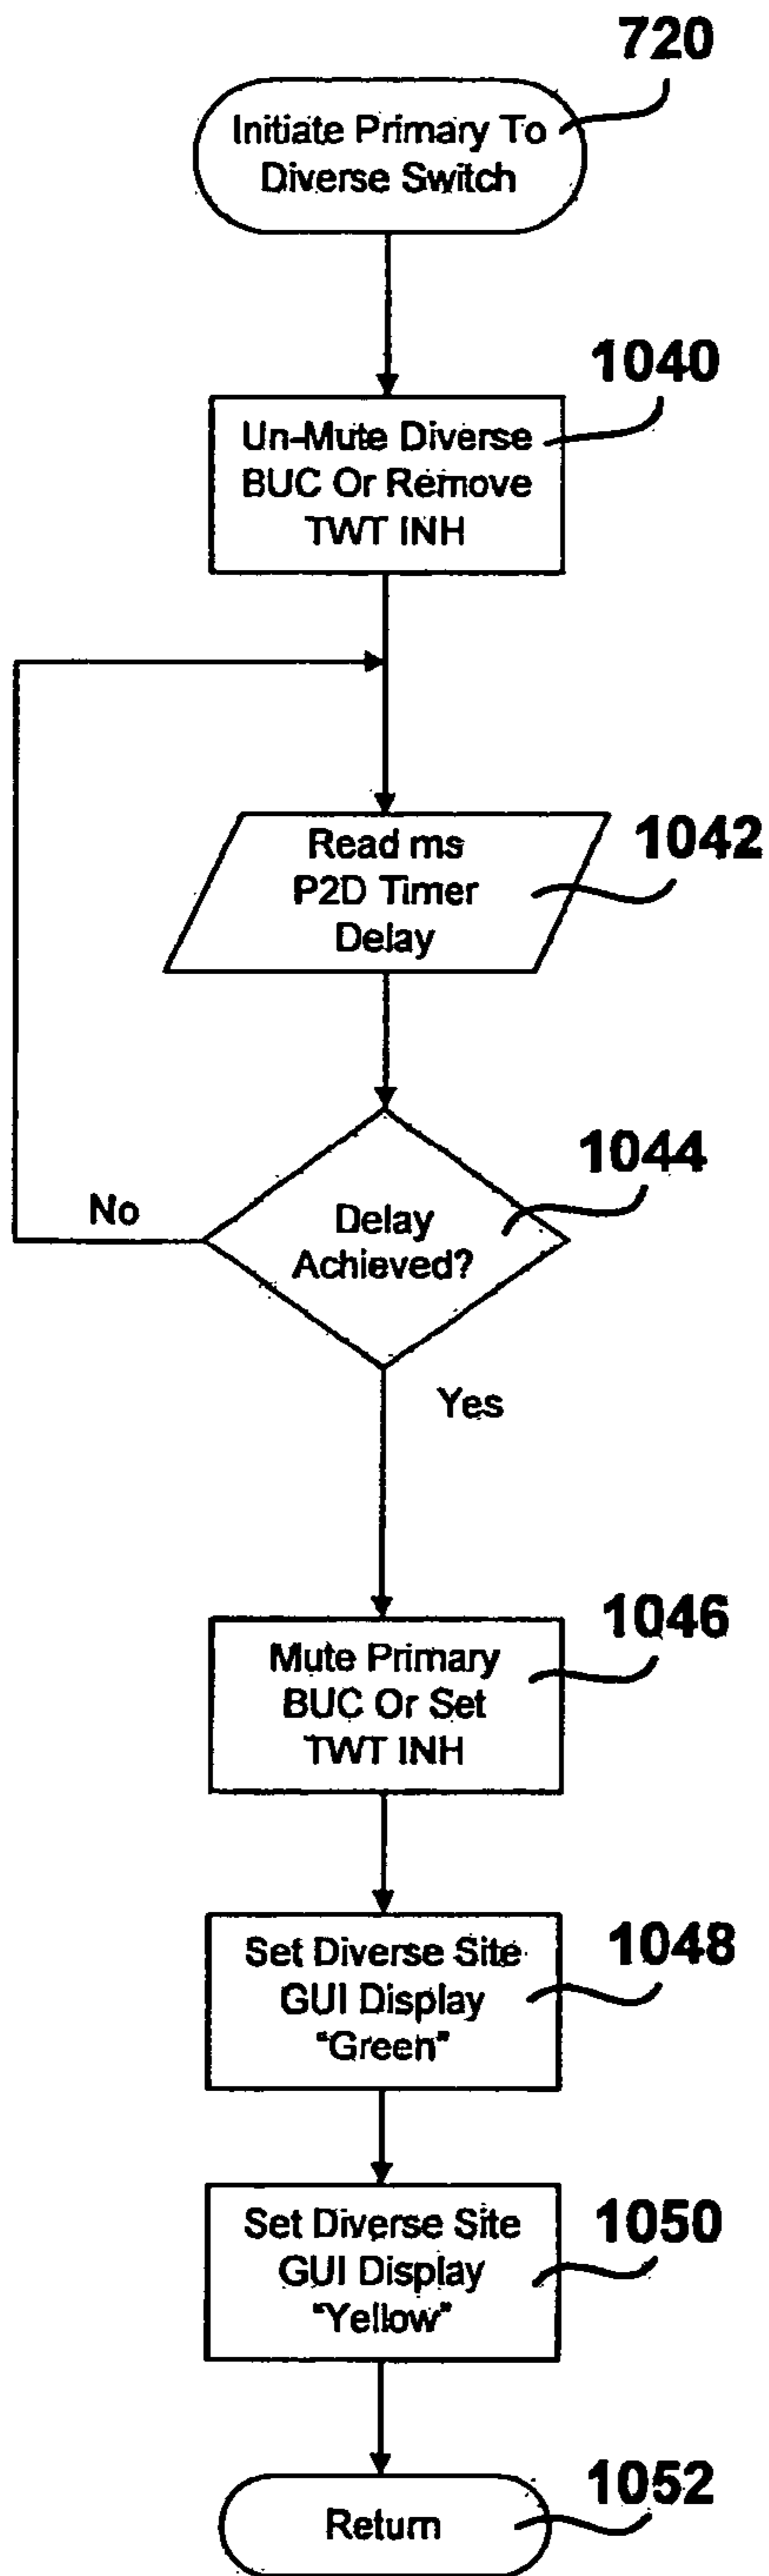 720
Initiate Primary To
Diverse Switch
1040
Un-Mute Diverse
BUC Or Remove
TWT INH
1042
Read ms
P2D Timer
Delay
1044
No
Delay
Achieved?
Yes
1046
Mute Primary
BUC Or Set
TWT INH
1048
Set Diverse Site
GUI Display
"Green"
1050
Set Diverse Site
GUI Display
"Yellow"
1052
Return